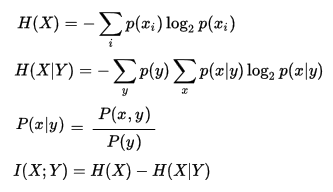 H(X) = − ∑_i p(x_i) log_2 p(x_i)
H(X|Y) = − ∑_y p(y) ∑_x p(x|y) log_2 p(x|y)
P(x|y) = P(x, y) / P(y)
I(X; Y) = H(X) − H(X|Y)